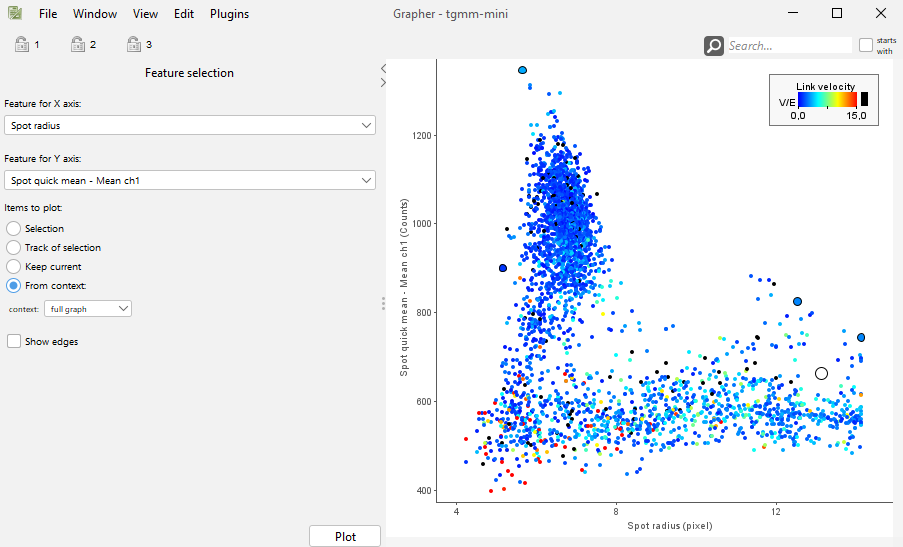 File Window View Edit Plugins
Grapher - tgmm-mini
1 2 3
Search...
starts with
Feature selection
Feature for X axis:
Spot radius
Feature for Y axis:
Spot quick mean - Mean ch1
Items to plot:
Selection
Track of selection
Keep current
From context:
context: full graph
Show edges
Plot
Link velocity
V/E
0,0 15,0
Spot quick mean - Mean ch1 (Counts)
1200
1000
800
600
400
4 8 12
Spot radius (pixel)